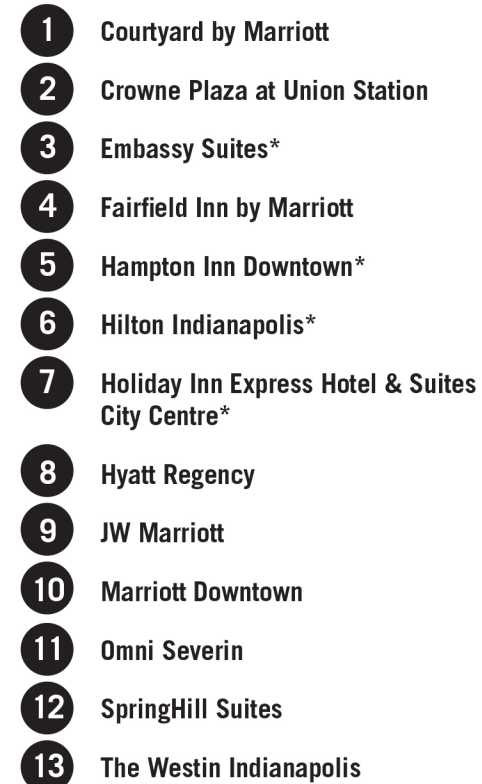 1 Courtyard by Marriott
2 Crowne Plaza at Union Station
3 Embassy Suites*
4 Fairfield Inn by Marriott
5 Hampton Inn Downtown*
6 Hilton Indianapolis*
7 Holiday Inn Express Hotel & Suites
City Centre*
8 Hyatt Regency
9 JW Marriott
10 Marriott Downtown
11 Omni Severin
12 SpringHill Suites
13 The Westin Indianapolis